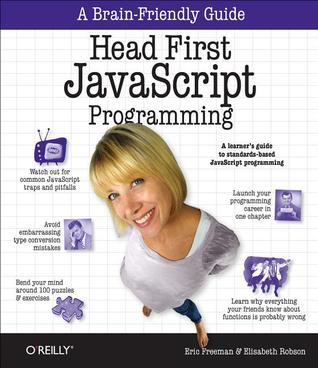 A Brain-Friendly Guide
Head First
JavaScript
Programming
A learner's guide
to standards-based
JavaScript programming
Watch out for
common JavaScript
traps and pitfalls
Launch your
programming
career in
one chapter
Avoid
embarrassing
type conversion
mistakes
Bend your mind
around 100 puzzles
& exercises
Learn why everything
your friends know about
functions is probably wrong
O'REILLY®
Eric Freeman & Elisabeth Robson